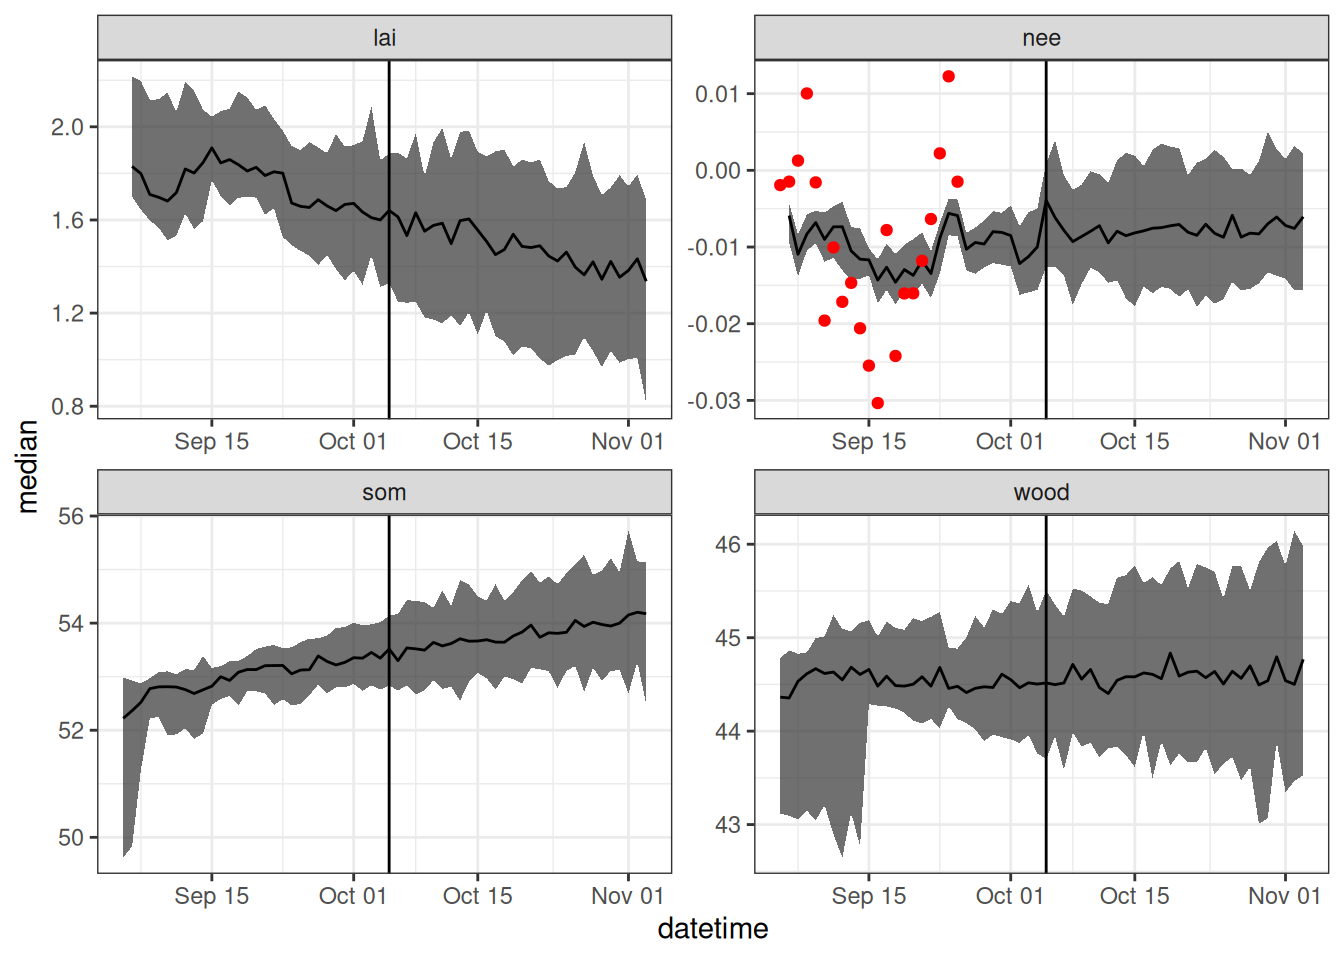 lai
nee
2.0
1.6
1.2
0.8
0.01
0.00
-0.01
-0.02
-0.03
Sep 15 Oct 01 Oct 15 Nov 01
Sep 15 Oct 01 Oct 15 Nov 01
median
som
wood
56
54
52
50
46
45
44
43
Sep 15 Oct 01 Oct 15 Nov 01
Sep 15 Oct 01 Oct 15 Nov 01
datetime